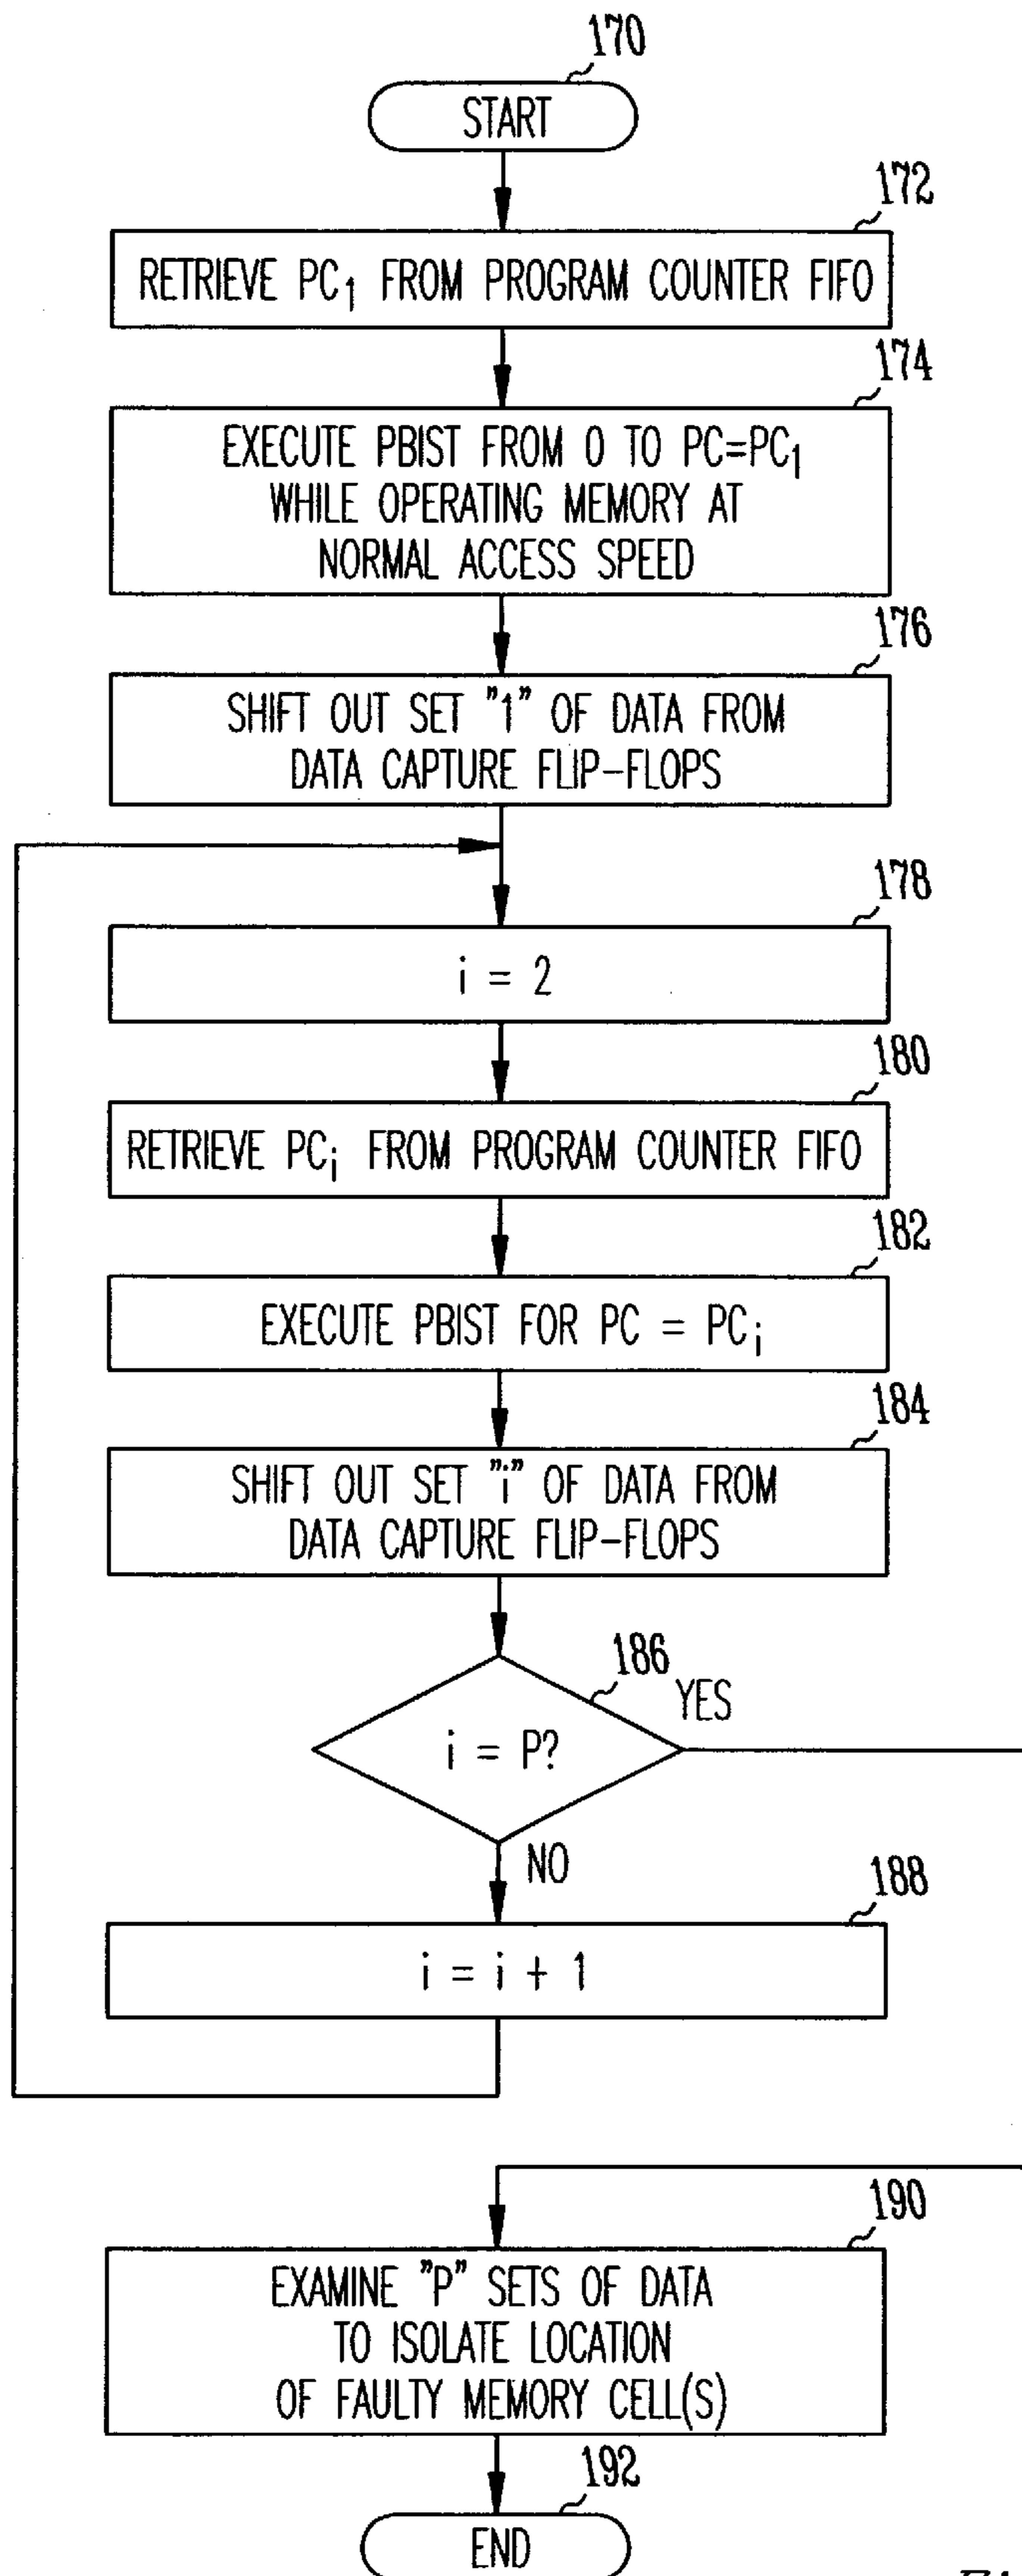 170
START
172
RETRIEVE PC₁ FROM PROGRAM COUNTER FIFO
174
EXECUTE PBIST FROM 0 TO PC=PC₁
WHILE OPERATING MEMORY AT
NORMAL ACCESS SPEED
176
SHIFT OUT SET "1" OF DATA FROM
DATA CAPTURE FLIP-FLOPS
178
i = 2
180
RETRIEVE PCᵢ FROM PROGRAM COUNTER FIFO
182
EXECUTE PBIST FOR PC = PCᵢ
184
SHIFT OUT SET "i" OF DATA FROM
DATA CAPTURE FLIP-FLOPS
186
YES
i = P?
NO
188
i = i + 1
190
EXAMINE "P" SETS OF DATA
TO ISOLATE LOCATION
OF FAULTY MEMORY CELL(S)
192
END